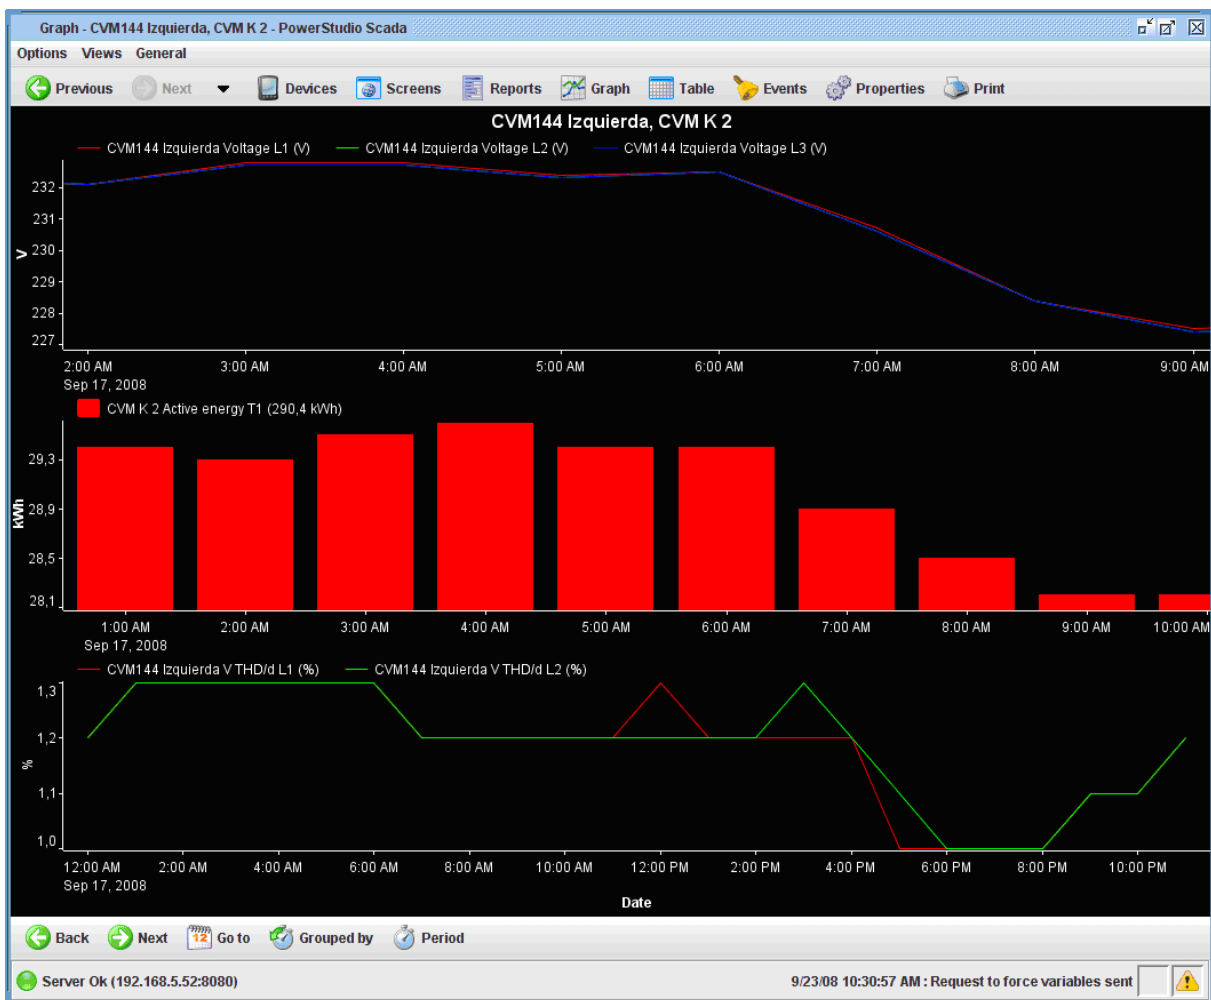 Graph - CVM144 Izquierda, CVM K 2 - PowerStudio Scada
Options Views General
Previous Next Devices Screens Reports Graph Table Events Properties Print
CVM144 Izquierda, CVM K 2
CVM144 Izquierda Voltage L1 (V) CVM144 Izquierda Voltage L2 (V) CVM144 Izquierda Voltage L3 (V)
232
231
230
V
229
228
227
2:00 AM 3:00 AM 4:00 AM 5:00 AM 6:00 AM 7:00 AM 8:00 AM 9:00 AM
Sep 17, 2008
CVM K 2 Active energy T1 (290,4 kWh)
29,3
28,9
kWh
28,5
28,1
1:00 AM 2:00 AM 3:00 AM 4:00 AM 5:00 AM 6:00 AM 7:00 AM 8:00 AM 9:00 AM 10:00 AM
Sep 17, 2008
CVM144 Izquierda V THD/d L1 (%) CVM144 Izquierda V THD/d L2 (%)
1,3
1,2
%
1,1
1,0
12:00 AM 2:00 AM 4:00 AM 6:00 AM 8:00 AM 10:00 AM 12:00 PM 2:00 PM 4:00 PM 6:00 PM 8:00 PM 10:00 PM
Sep 17, 2008
Date
Back Next 12 Go to Grouped by Period
Server Ok (192.168.5.52:8080) 9/23/08 10:30:57 AM : Request to force variables sent